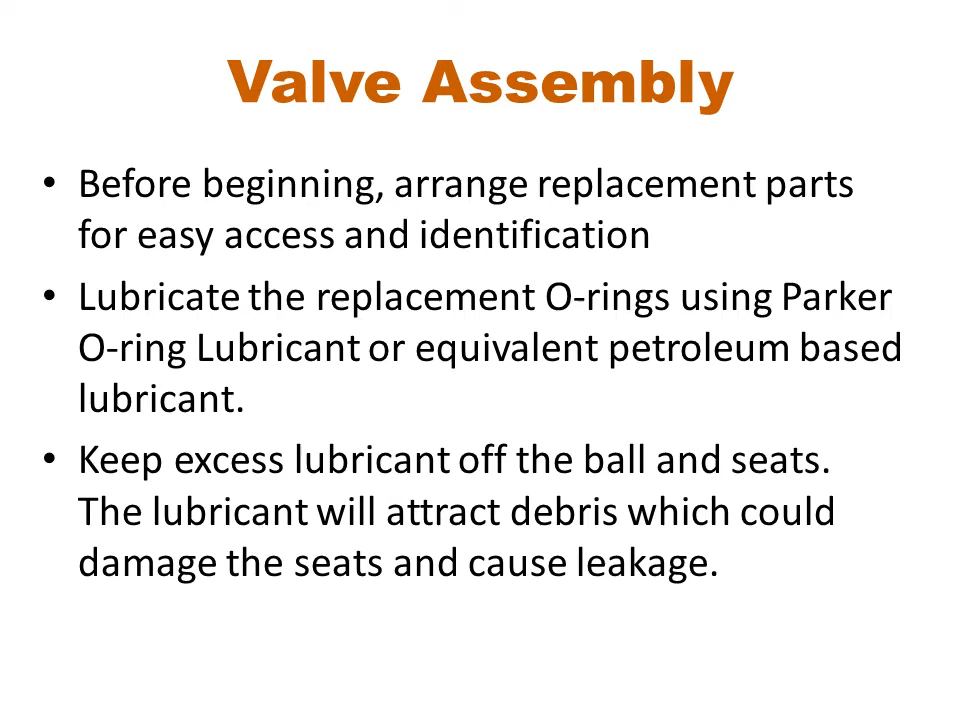 Valve Assembly
• Before beginning, arrange replacement parts
for easy access and identification
• Lubricate the replacement O-rings using Parker
O-ring Lubricant or equivalent petroleum based
lubricant.
• Keep excess lubricant off the ball and seats.
The lubricant will attract debris which could
damage the seats and cause leakage.